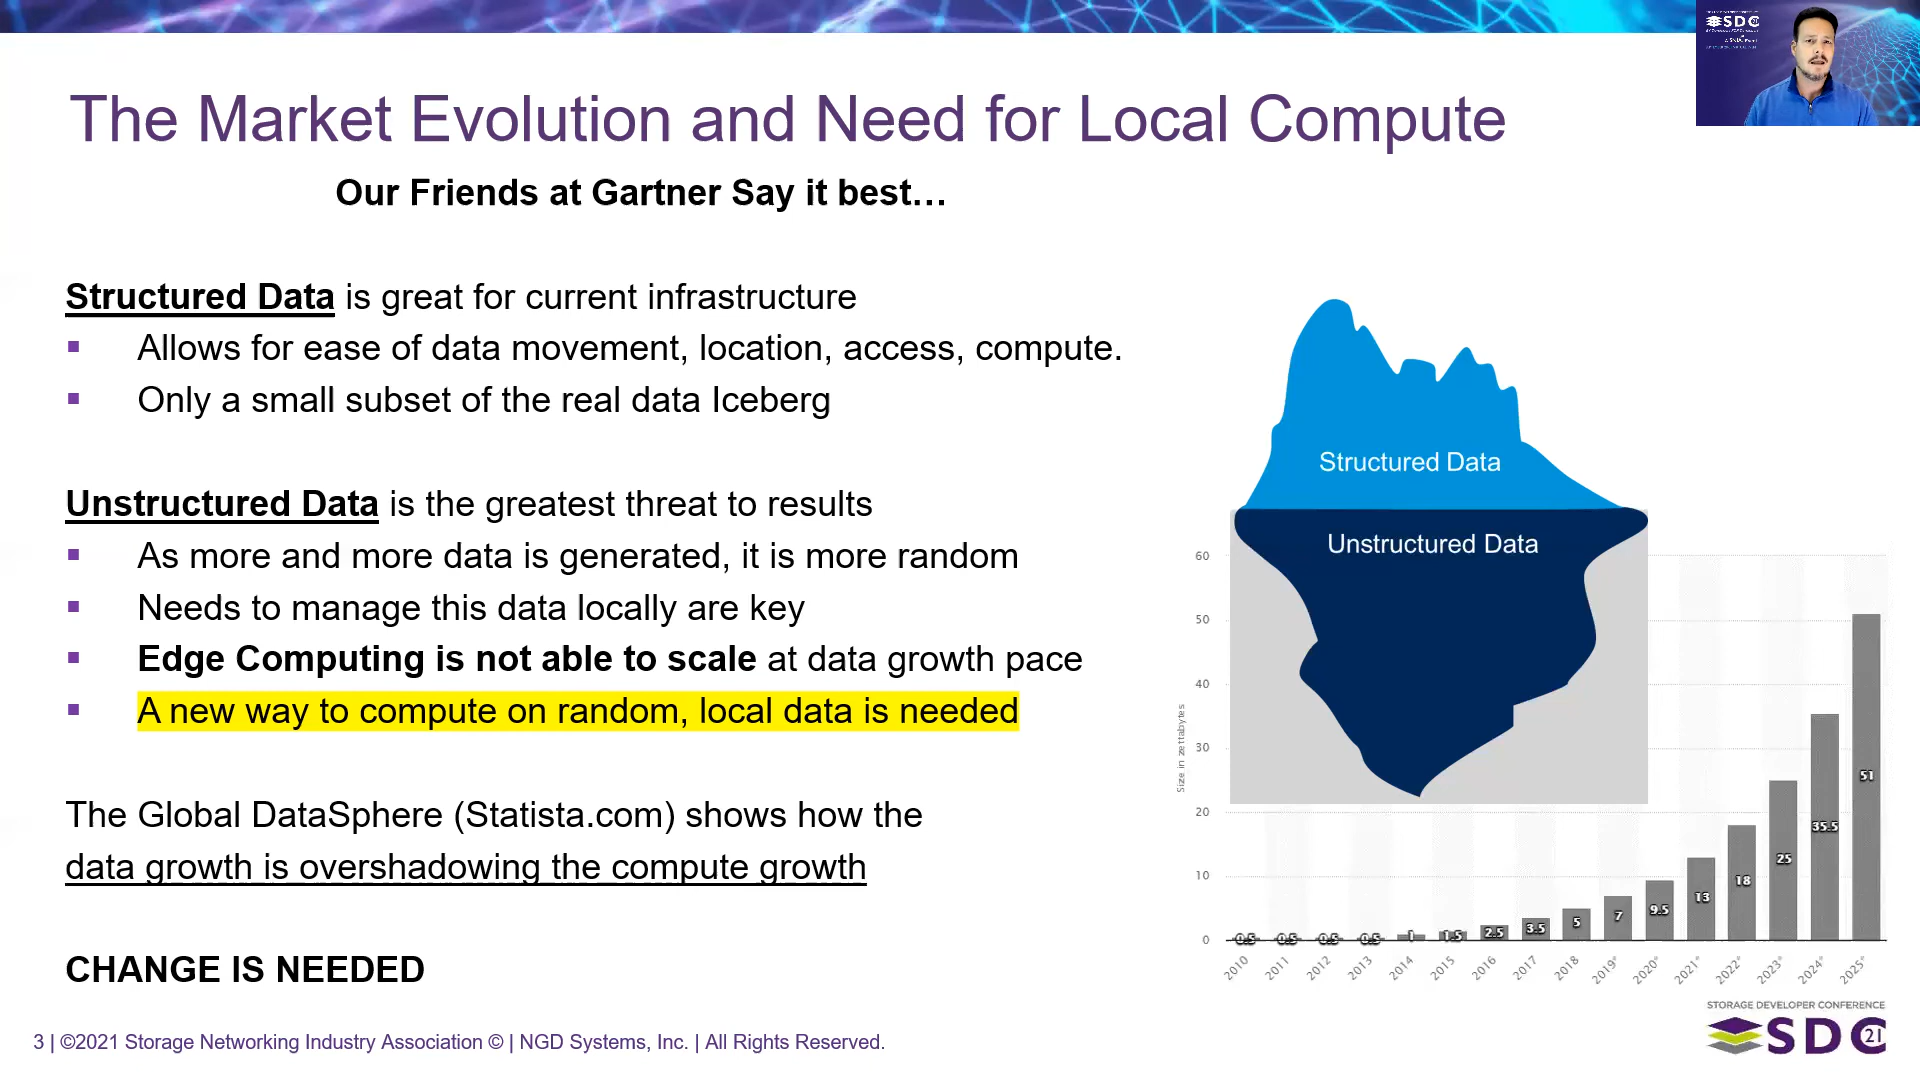 The Market Evolution and Need for Local Compute
Our Friends at Gartner Say it best…
Structured Data is great for current infrastructure
▪ Allows for ease of data movement, location, access, compute.
▪ Only a small subset of the real data Iceberg
Unstructured Data is the greatest threat to results
▪ As more and more data is generated, it is more random
▪ Needs to manage this data locally are key
▪ Edge Computing is not able to scale at data growth pace
▪ A new way to compute on random, local data is needed
The Global DataSphere (Statista.com) shows how the
data growth is overshadowing the compute growth
CHANGE IS NEEDED
Structured Data
Unstructured Data
Size in zettabytes
60
50
40
30
20
10
0
0.5 0.5 0.5 0.5 1 1.5 2.5 3.5 5 7 9.5 13 18 25 35.5 51
2010 2011 2012 2013 2014 2015 2016 2017 2018 2019* 2020* 2021* 2022* 2023* 2024* 2025*
3 | ©2021 Storage Networking Industry Association © | NGD Systems, Inc. | All Rights Reserved.
STORAGE DEVELOPER CONFERENCE
SDC 21
SDC